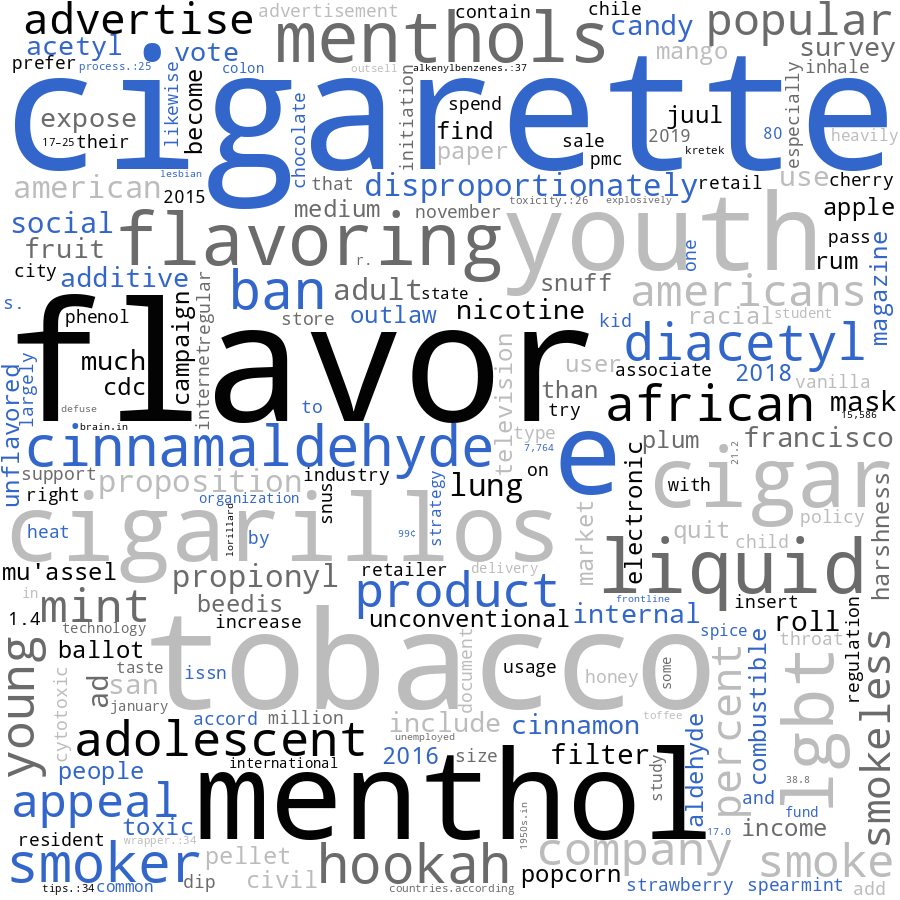 advertise
advertisement
contain
chile
menthols
candy
popular
acetyl
vote
mango
survey
prefer
process.:25
colon
outsell
alkenylbenzenes.:37
inhale
likewise
become
cigarette
chocolate
initiation
especially
expose
spend
juul
find
sale
2019
80
heavily
17-25
their
paper
pmc
kretek
american
lesbian
2015
that
disproportionately
retail
use
cherry
toxicity.:26
explosively
social
flavoring
medium
november
youth
apple
fruit
r.
one
pass
magazine
city
additive
ban
adult
state
snuff
rum
americans
s.
phenol
campaign
internetregular
store
outlaw
nicotine
kid
racial
student
flavor
much
cdc
television
user
diacetyl
associate
2018
vanilla
unflavored
largely
defuse
to
than
try
african
mask
15,586
brain.in
cinnamaldehyde
type
7,764
e
plum
21.2
francisco
support
proposition
industry
on
electronic
cigar
with
right
organization
snus
strategy
lung
market
policy
harshness
cigarillos
lorillard
99¢
quit
child
heat
by
liquid
mu'assel
propionyl
retailer
delivery
in
mint
beedis
product
frontline
insert
1.4
technology
increase
unconventional
internal
spice
roll
regulation
young
ballot
tobacco
document
throat
taste
issn
usage
honey
some
percent
combustible
lgbt
smokeless
cytotoxic
ad
san
january
accord
million
include
cinnamon
toffee
adolescent
unemployed
2016
size
filter
study
aldehyde
people
international
menthol
38.8
appeal
and
fund
toxic
1950s.in
17.0
income
resident
wrapper.:34
smoker
pellet
hookah
company
smoke
tips.:34
common
dip
civil
countries.according
popcorn
strawberry
spearmint
add